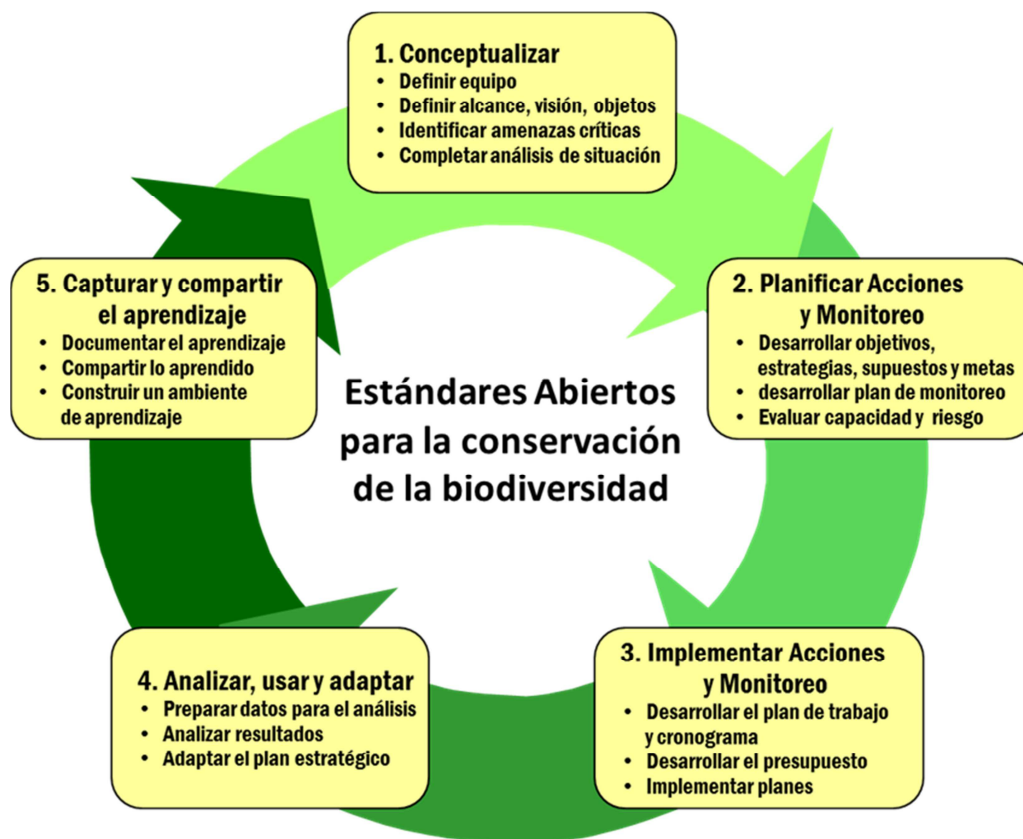 1. Conceptualizar
• Definir equipo
• Definir alcance, visión, objetos
• Identificar amenazas críticas
• Completar análisis de situación
2. Planificar Acciones
y Monitoreo
• Desarrollar objetivos,
estrategias, supuestos y metas
• desarrollar plan de monitoreo
• Evaluar capacidad y riesgo
3. Implementar Acciones
y Monitoreo
• Desarrollar el plan de trabajo
y cronograma
• Desarrollar el presupuesto
• Implementar planes
4. Analizar, usar y adaptar
• Preparar datos para el análisis
• Analizar resultados
• Adaptar el plan estratégico
5. Capturar y compartir
el aprendizaje
• Documentar el aprendizaje
• Compartir lo aprendido
• Construir un ambiente
de aprendizaje
Estándares Abiertos
para la conservación
de la biodiversidad